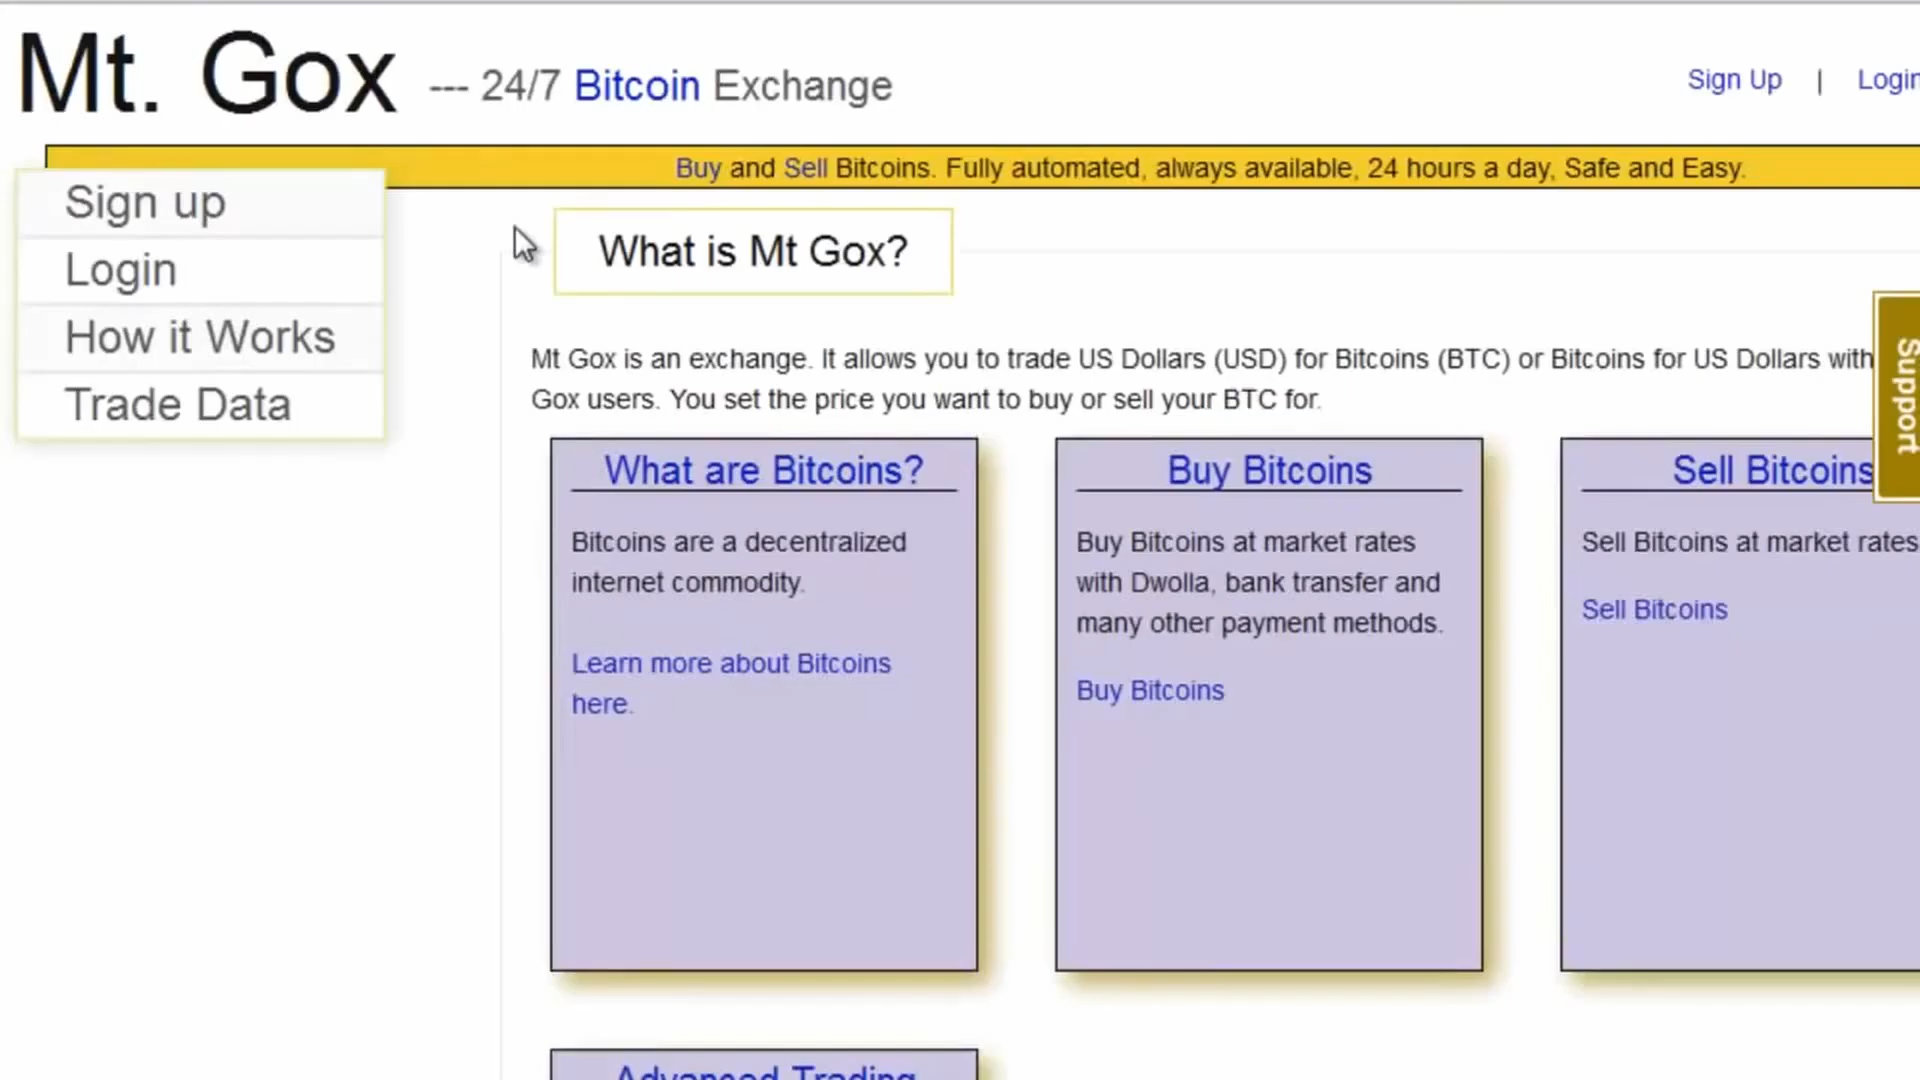 Mt. Gox --- 24/7 Bitcoin Exchange
Sign Up | Login
Buy and Sell Bitcoins. Fully automated, always available, 24 hours a day, Safe and Easy.
Sign up
Login
How it Works
Trade Data
What is Mt Gox?
Mt Gox is an exchange. It allows you to trade US Dollars (USD) for Bitcoins (BTC) or Bitcoins for US Dollars with
Gox users. You set the price you want to buy or sell your BTC for.
Support
What are Bitcoins?
Bitcoins are a decentralized
internet commodity.
Learn more about Bitcoins
here.
Buy Bitcoins
Buy Bitcoins at market rates
with Dwolla, bank transfer and
many other payment methods.
Buy Bitcoins
Sell Bitcoins
Sell Bitcoins at market rates
Sell Bitcoins
Advanced Trading